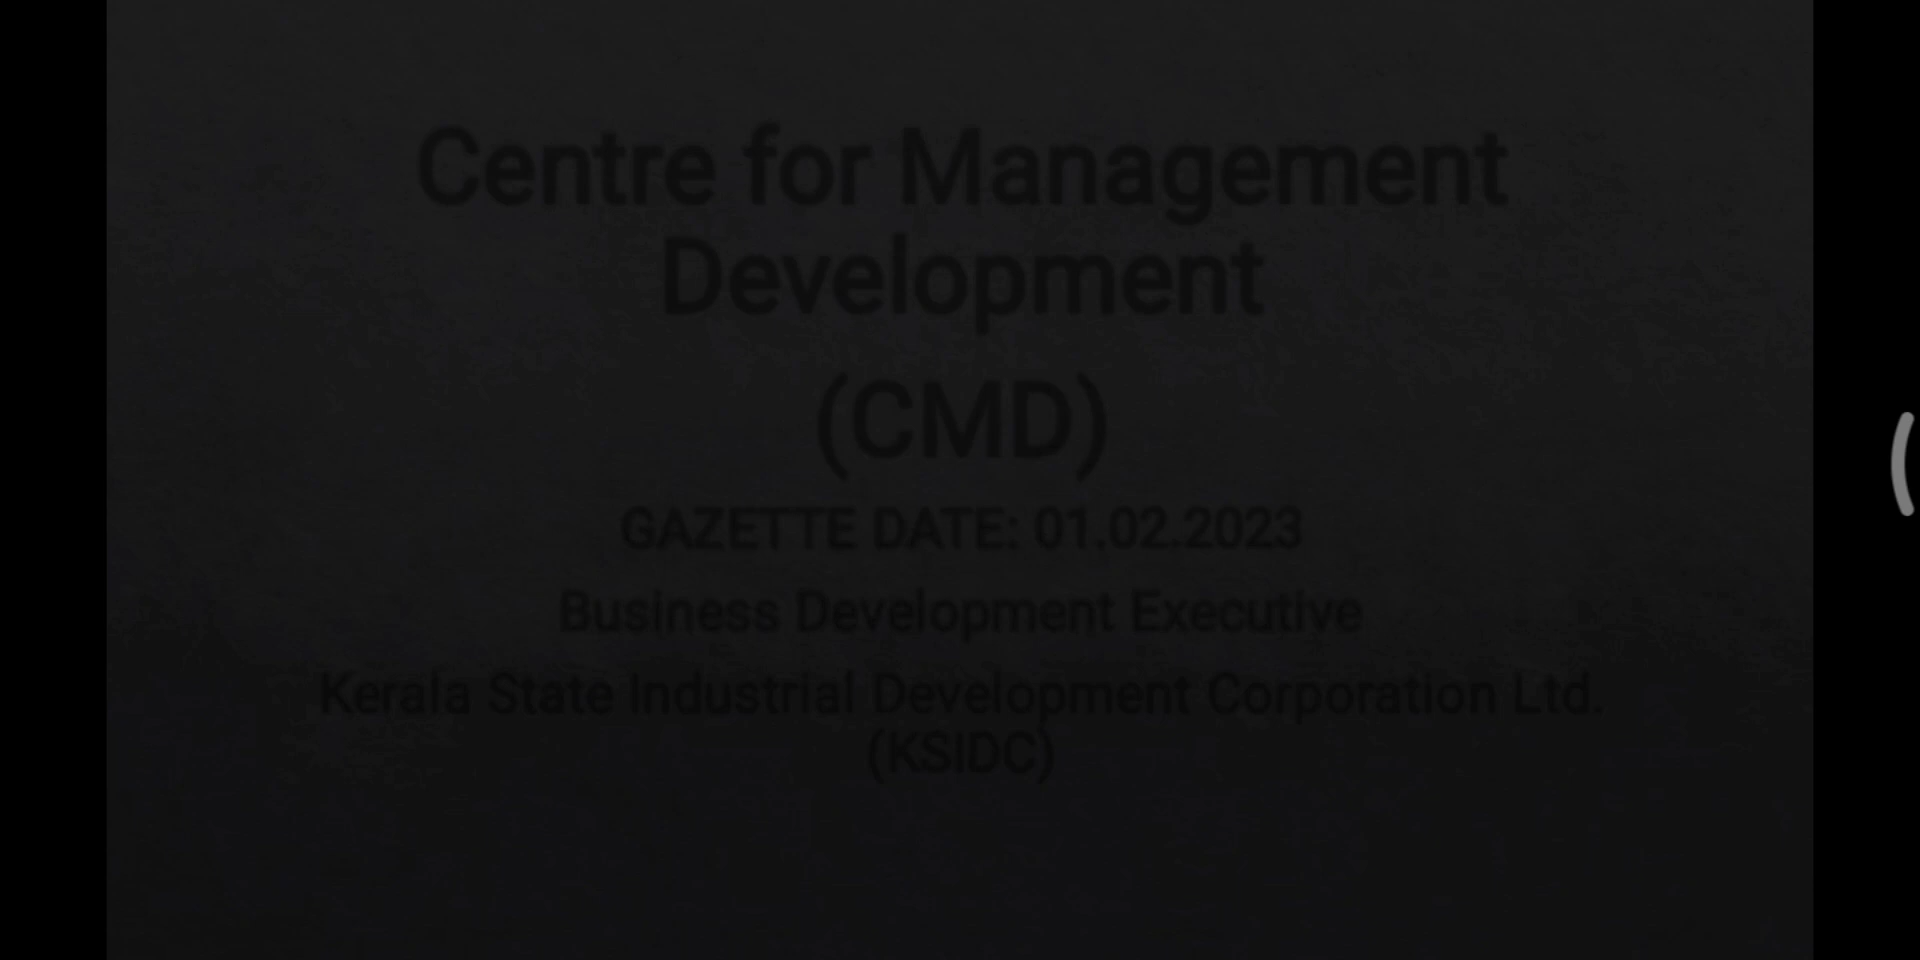 Centre for Management
Development
(CMD)
GAZETTE DATE: 01.02.2023
Business Development Executive
Kerala State Industrial Development Corporation Ltd.
(KSIDC)